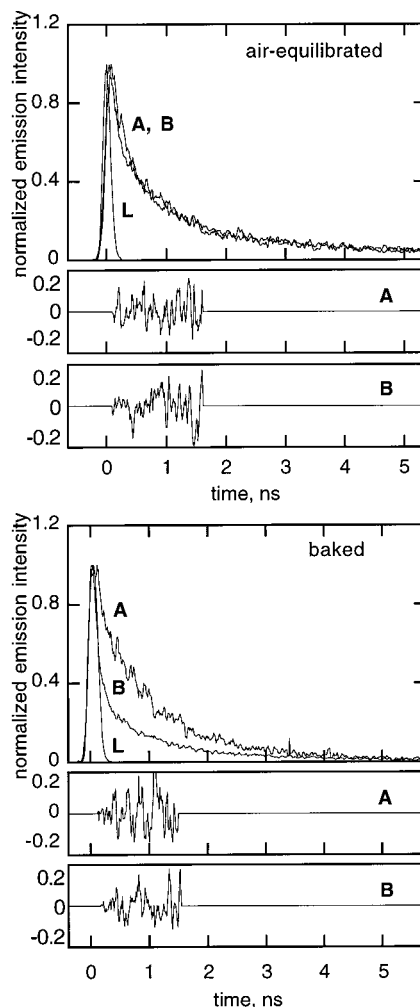 normalized emission intensity
1.2
0.8
0.4
0
air-equilibrated
A, B
L
0.2
0
-0.2
A
0.2
0
-0.2
B
0 1 2 3 4 5
time, ns
normalized emission intensity
1.2
0.8
0.4
0
baked
A
B
L
0.2
0
-0.2
A
0.2
0
-0.2
B
0 1 2 3 4 5
time, ns